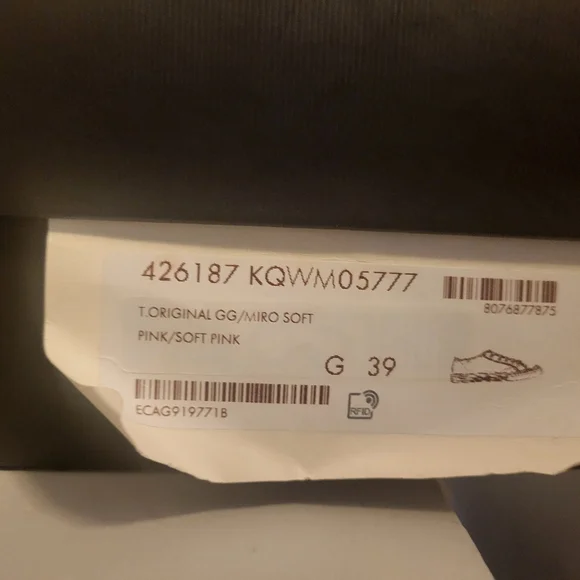 426187 KQWM05777
8076877875
T.ORIGINAL GG/MIRO SOFT
PINK/SOFT PINK
G 39
ECAG919771B
RFID